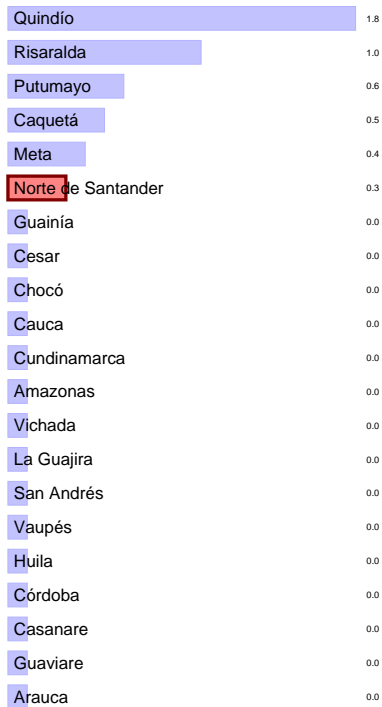 Quindío 1.8
Risaralda 1.0
Putumayo 0.6
Caquetá 0.5
Meta 0.4
Norte de Santander 0.3
Guainía 0.0
Cesar 0.0
Chocó 0.0
Cauca 0.0
Cundinamarca 0.0
Amazonas 0.0
Vichada 0.0
La Guajira 0.0
San Andrés 0.0
Vaupés 0.0
Huila 0.0
Córdoba 0.0
Casanare 0.0
Guaviare 0.0
Arauca 0.0